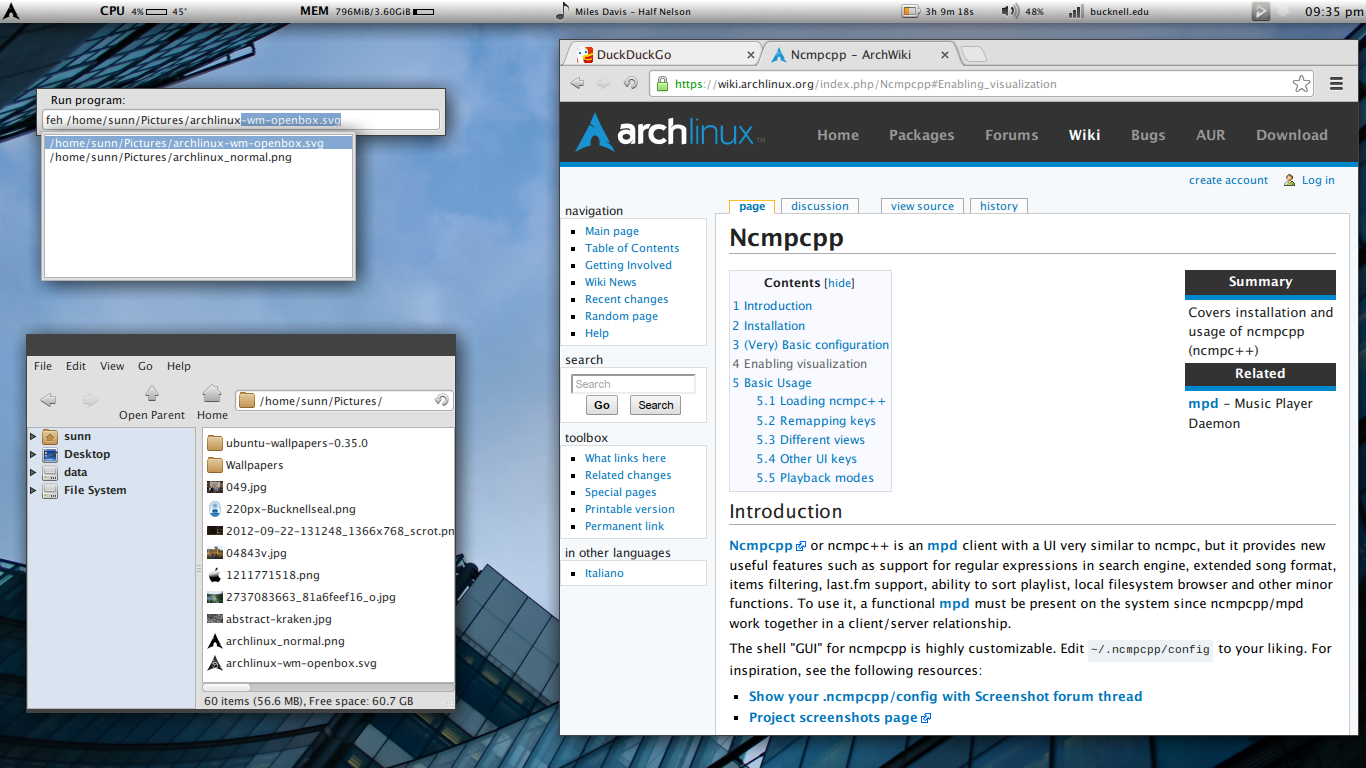 CPU 4% 45° MEM 796MiB/3.60GiB Miles Davis - Half Nelson 3h 9m 18s 48% bucknell.edu 09:35 pm
Run program:
feh /home/sunn/Pictures/archlinux-wm-openbox.svg
/home/sunn/Pictures/archlinux-wm-openbox.svg
/home/sunn/Pictures/archlinux_normal.png
File Edit View Go Help
Open Parent Home /home/sunn/Pictures/
sunn
Desktop
data
File System
ubuntu-wallpapers-0.35.0
Wallpapers
049.jpg
220px-Bucknellseal.png
2012-09-22-131248_1366x768_scrot.pn
04843v.jpg
1211771518.png
2737083663_81a6feef16_o.jpg
abstract-kraken.jpg
archlinux_normal.png
archlinux-wm-openbox.svg
60 items (56.6 MB), Free space: 60.7 GB
DuckDuckGo Ncmpcpp - ArchWiki
https://wiki.archlinux.org/index.php/Ncmpcpp#Enabling_visualization
archlinux™ Home Packages Forums Wiki Bugs AUR Download
create account Log in
navigation
Main page
Table of Contents
Getting Involved
Wiki News
Recent changes
Random page
Help
search
Search
Go Search
toolbox
What links here
Related changes
Special pages
Printable version
Permanent link
in other languages
Italiano
page discussion view source history
Ncmpcpp
Contents [hide]
1 Introduction
2 Installation
3 (Very) Basic configuration
4 Enabling visualization
5 Basic Usage
5.1 Loading ncmpc++
5.2 Remapping keys
5.3 Different views
5.4 Other UI keys
5.5 Playback modes
Summary
Covers installation and
usage of ncmpcpp
(ncmpc++)
Related
mpd – Music Player
Daemon
Introduction
Ncmpcpp or ncmpc++ is an mpd client with a UI very similar to ncmpc, but it provides new
useful features such as support for regular expressions in search engine, extended song format,
items filtering, last.fm support, ability to sort playlist, local filesystem browser and other minor
functions. To use it, a functional mpd must be present on the system since ncmpcpp/mpd
work together in a client/server relationship.
The shell "GUI" for ncmpcpp is highly customizable. Edit ~/.ncmpcpp/config to your liking. For
inspiration, see the following resources:
Show your .ncmpcpp/config with Screenshot forum thread
Project screenshots page